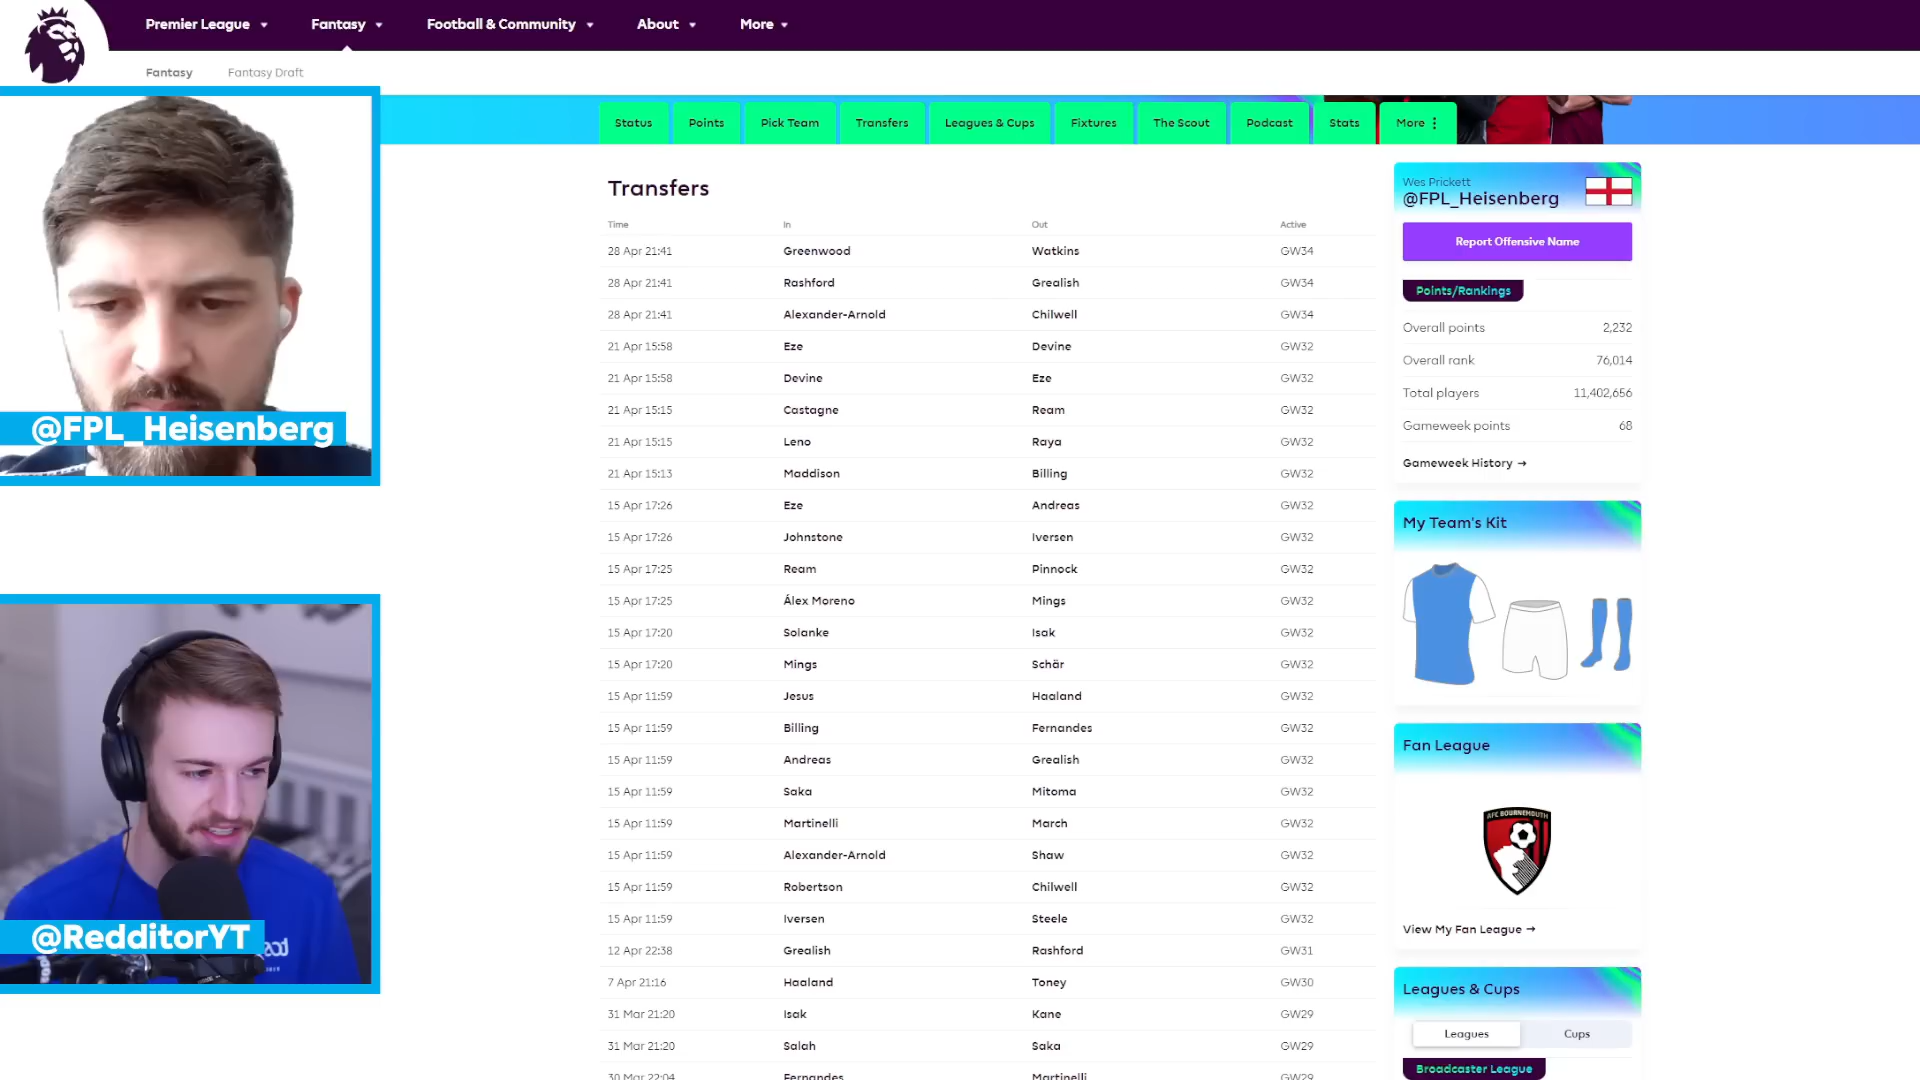 Premier League
Fantasy
Football & Community
About
More
Fantasy
Fantasy Draft
Status
Points
Pick Team
Transfers
Leagues & Cups
Fixtures
The Scout
Podcast
Stats
More
Transfers
Time In Out Active
28 Apr 21:41 Greenwood Watkins GW34
28 Apr 21:41 Rashford Grealish GW34
28 Apr 21:41 Alexander-Arnold Chilwell GW34
21 Apr 15:58 Eze Devine GW32
21 Apr 15:58 Devine Eze GW32
21 Apr 15:15 Castagne Ream GW32
21 Apr 15:15 Leno Raya GW32
21 Apr 15:13 Maddison Billing GW32
15 Apr 17:26 Eze Andreas GW32
15 Apr 17:26 Johnstone Iversen GW32
15 Apr 17:25 Ream Pinnock GW32
15 Apr 17:25 Álex Moreno Mings GW32
15 Apr 17:20 Solanke Isak GW32
15 Apr 17:20 Mings Schär GW32
15 Apr 11:59 Jesus Haaland GW32
15 Apr 11:59 Billing Fernandes GW32
15 Apr 11:59 Andreas Grealish GW32
15 Apr 11:59 Saka Mitoma GW32
15 Apr 11:59 Martinelli March GW32
15 Apr 11:59 Alexander-Arnold Shaw GW32
15 Apr 11:59 Robertson Chilwell GW32
15 Apr 11:59 Iversen Steele GW32
12 Apr 22:38 Grealish Rashford GW31
7 Apr 21:16 Haaland Toney GW30
31 Mar 21:20 Isak Kane GW29
31 Mar 21:20 Salah Saka GW29
30 Mar 22:04 Fernandes Martinelli GW29
Wes Prickett
@FPL_Heisenberg
Report Offensive Name
Points/Rankings
Overall points 2,232
Overall rank 76,014
Total players 11,402,656
Gameweek points 68
Gameweek History →
My Team's Kit
Fan League
AFC BOURNEMOUTH
View My Fan League →
Leagues & Cups
Leagues
Cups
Broadcaster League
@FPL_Heisenberg
@RedditorYT